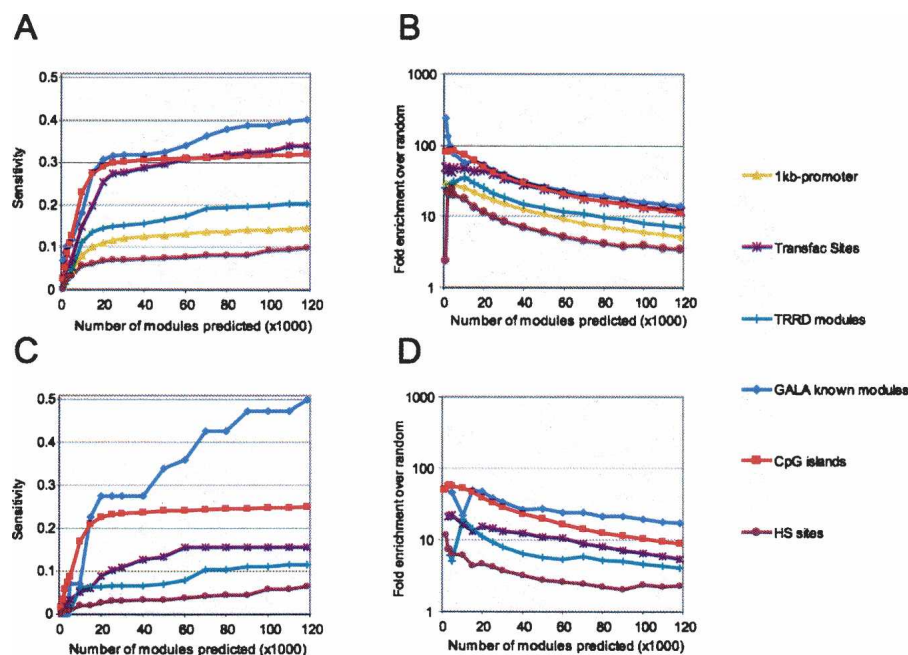 A
Sensitivity
0.5
0.4
0.3
0.2
0.1
0
0 20 40 60 80 100 120
Number of modules predicted (x1000)
B
Fold enrichment over random
1000
100
10
1
0 20 40 60 80 100 120
Number of modules predicted (x1000)
C
Sensitivity
0.5
0.4
0.3
0.2
0.1
0
0 20 40 60 80 100 120
Number of modules predicted (x1000)
D
Fold enrichment over random
1000
100
10
1
0 20 40 60 80 100 120
Number of modules predicted (x1000)
1kb-promoter
Transfac Sites
TRRD modules
GALA known modules
CpG islands
HS sites